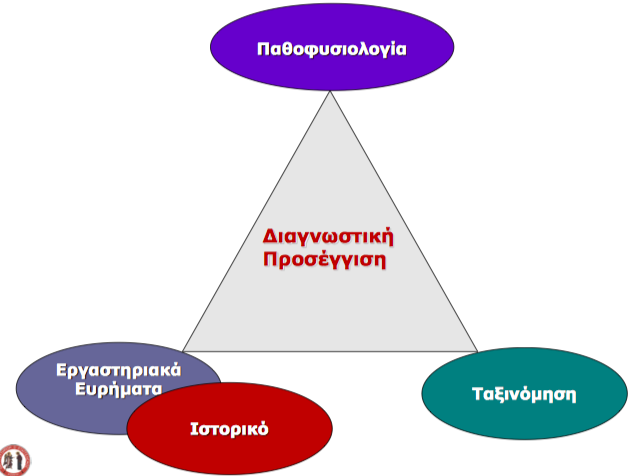 Παθοφυσιολογία
Διαγνωστική
Προσέγγιση
Εργαστηριακά
Ευρήματα
Ιστορικό
Ταξινόμηση